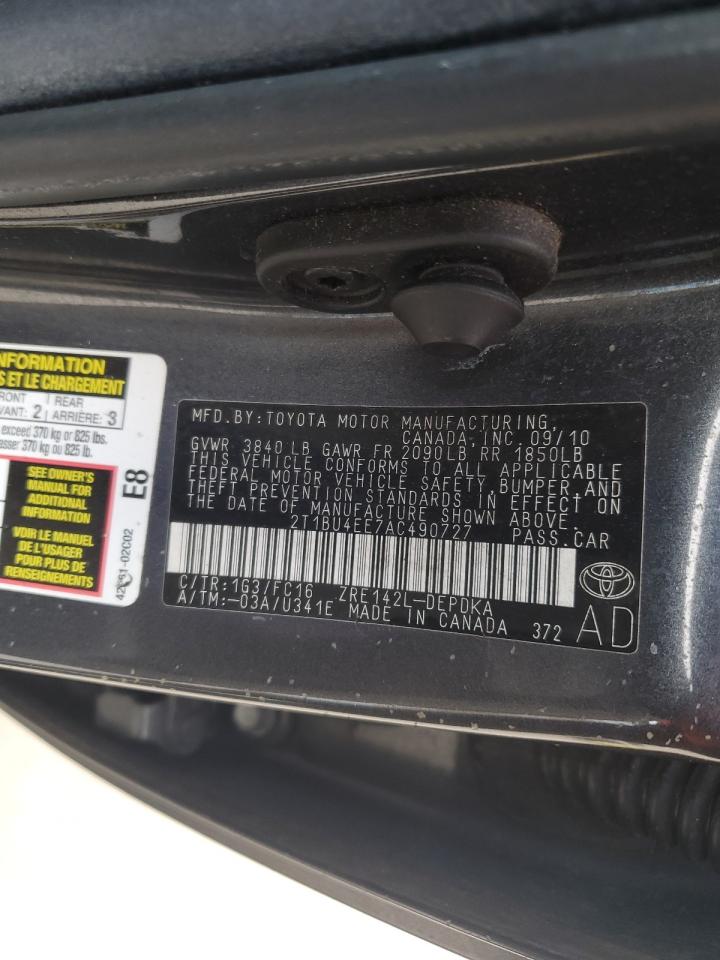 NFORMATION
S ET LE CHARGEMENT
FRONT REAR
VANT: 2 ARRIÈRE: 3
exceed 370 kg or 825 lbs.
asser 370 kg ou 825 lb.
SEE OWNER'S
MANUAL FOR
ADDITIONAL
INFORMATION
VOIR LE MANUEL
DE L'USAGER
POUR PLUS DE
RENSEIGNEMENTS
E8
-02C02
MFD.BY:TOYOTA MOTOR MANUFACTURING,
CANADA,INC.09/10
GVWR 3840 LB GAWR FR 2090LB,RR 1850LB
THIS VEHICLE CONFORMS TO ALL APPLICABLE
FEDERAL MOTOR VEHICLE SAFETY, BUMPER,AND
THEFT PREVENTION STANDARDS IN EFFECT ON
THE DATE OF MANUFACTURE SHOWN ABOVE.
2T1BU4EE7AC490727 PASS.CAR
C/TR:1G3/FC16 ZRE142L-DEPDKA
A/TM:-03A/U341E MADE IN CANADA 372
AD